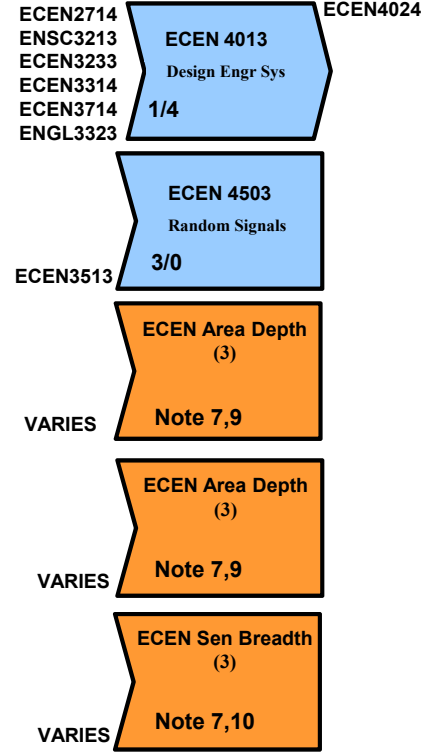 ECEN2714
ENSC3213
ECEN3233
ECEN3314
ECEN3714
ENGL3323
ECEN 4013
Design Engr Sys
1/4
ECEN4024
ECEN 4503
Random Signals
3/0
ECEN3513
ECEN Area Depth
(3)
Note 7,9
VARIES
ECEN Area Depth
(3)
Note 7,9
VARIES
ECEN Sen Breadth
(3)
Note 7,10
VARIES